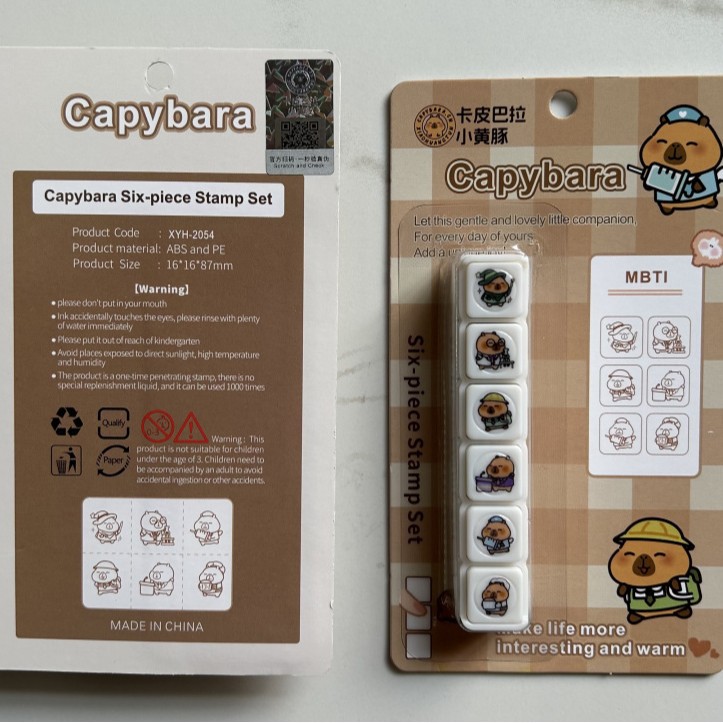 Capybara
官方扫码·一秒验真伪
Scratch and Check
Capybara Six-piece Stamp Set
Product Code : XYH-2054
Product material: ABS and PE
Product Size : 16*16*87mm
【Warning】
● please don't put in your mouth
● Ink accidentally touches the eyes, please rinse with plenty
of water immediately
● Please put it out of reach of kindergarten
● Avoid places exposed to direct sunlight, high temperature
and humidity
● The product is a one-time penetrating stamp, there is no
special replenishment liquid, and it can be used 1000 times
Qualify
Paper
Warning: This
product is not suitable for children
under the age of 3. Children need to
be accompanied by an adult to avoid
accidental ingestion or other accidents.
MADE IN CHINA
卡皮巴拉
小黄豚
Capybara
Let this gentle and lovely little companion,
For every day of yours
Add a
MBTI
Six-piece Stamp Set
life more
interesting and warm